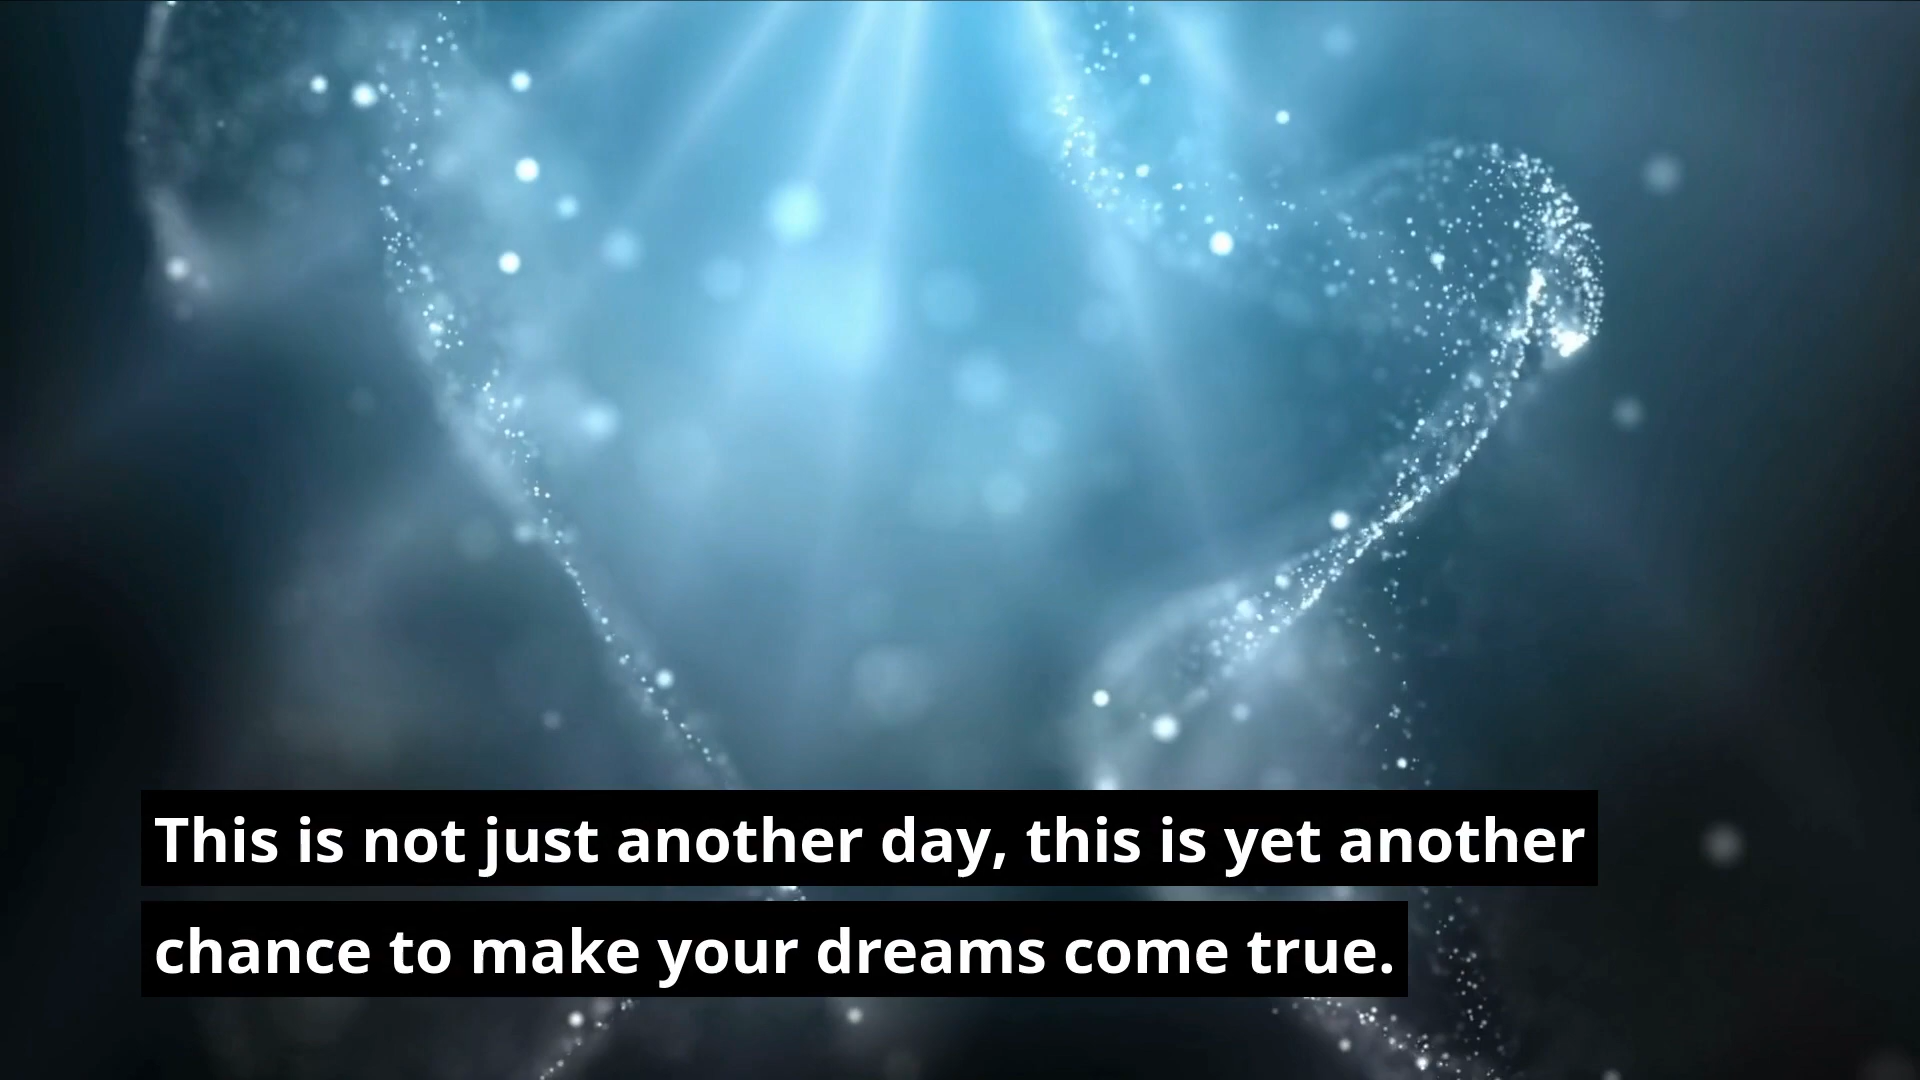 This is not just another day, this is yet another
chance to make your dreams come true.